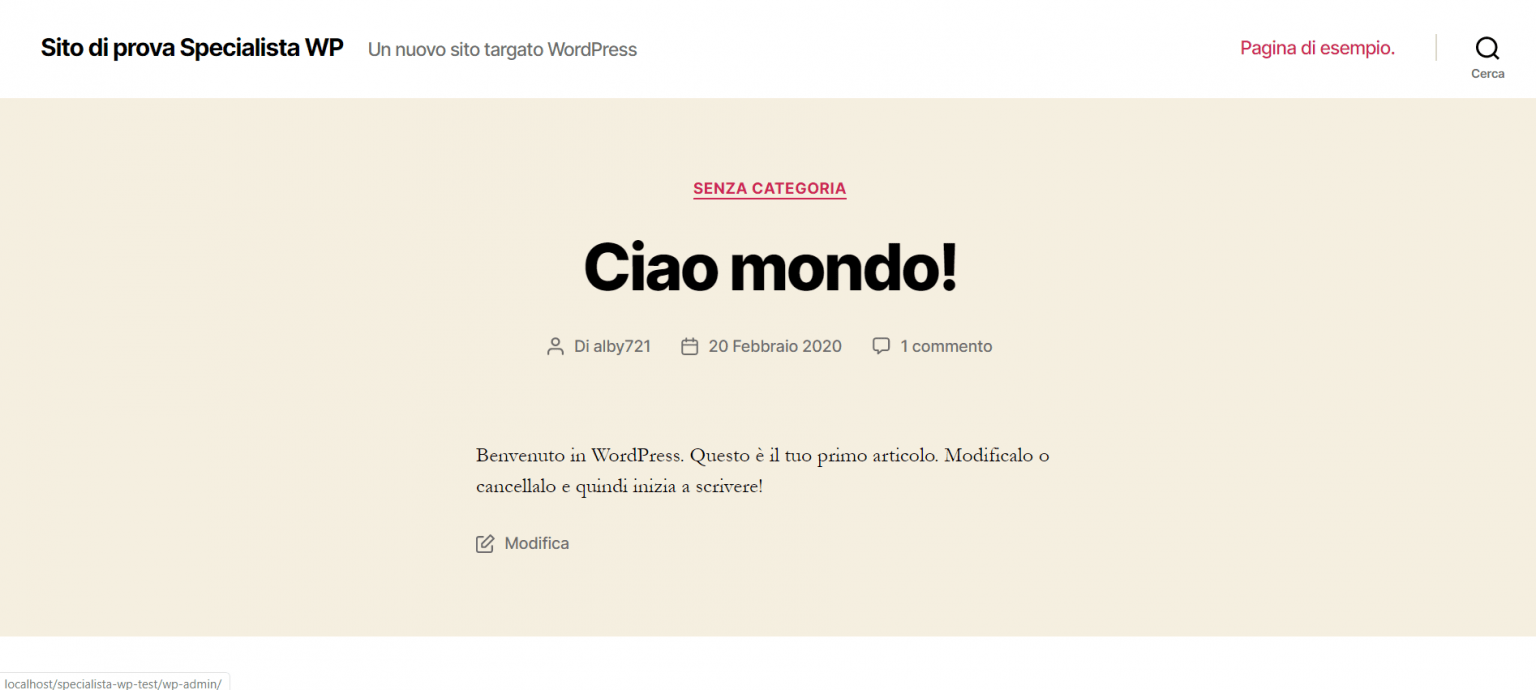 Sito di prova Specialista WP
Un nuovo sito targato WordPress
Pagina di esempio.
Cerca
SENZA CATEGORIA
Ciao mondo!
Di alby721 20 Febbraio 2020 1 commento
Benvenuto in WordPress. Questo è il tuo primo articolo. Modificalo o
cancellalo e quindi inizia a scrivere!
Modifica
localhost/specialista-wp-test/wp-admin/